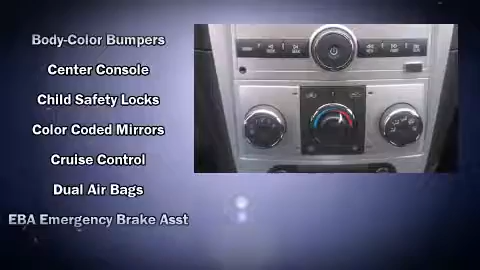 Body-Color Bumpers
Center Console
Child Safety Locks
Color Coded Mirrors
Cruise Control
Dual Air Bags
EBA Emergency Brake Asst